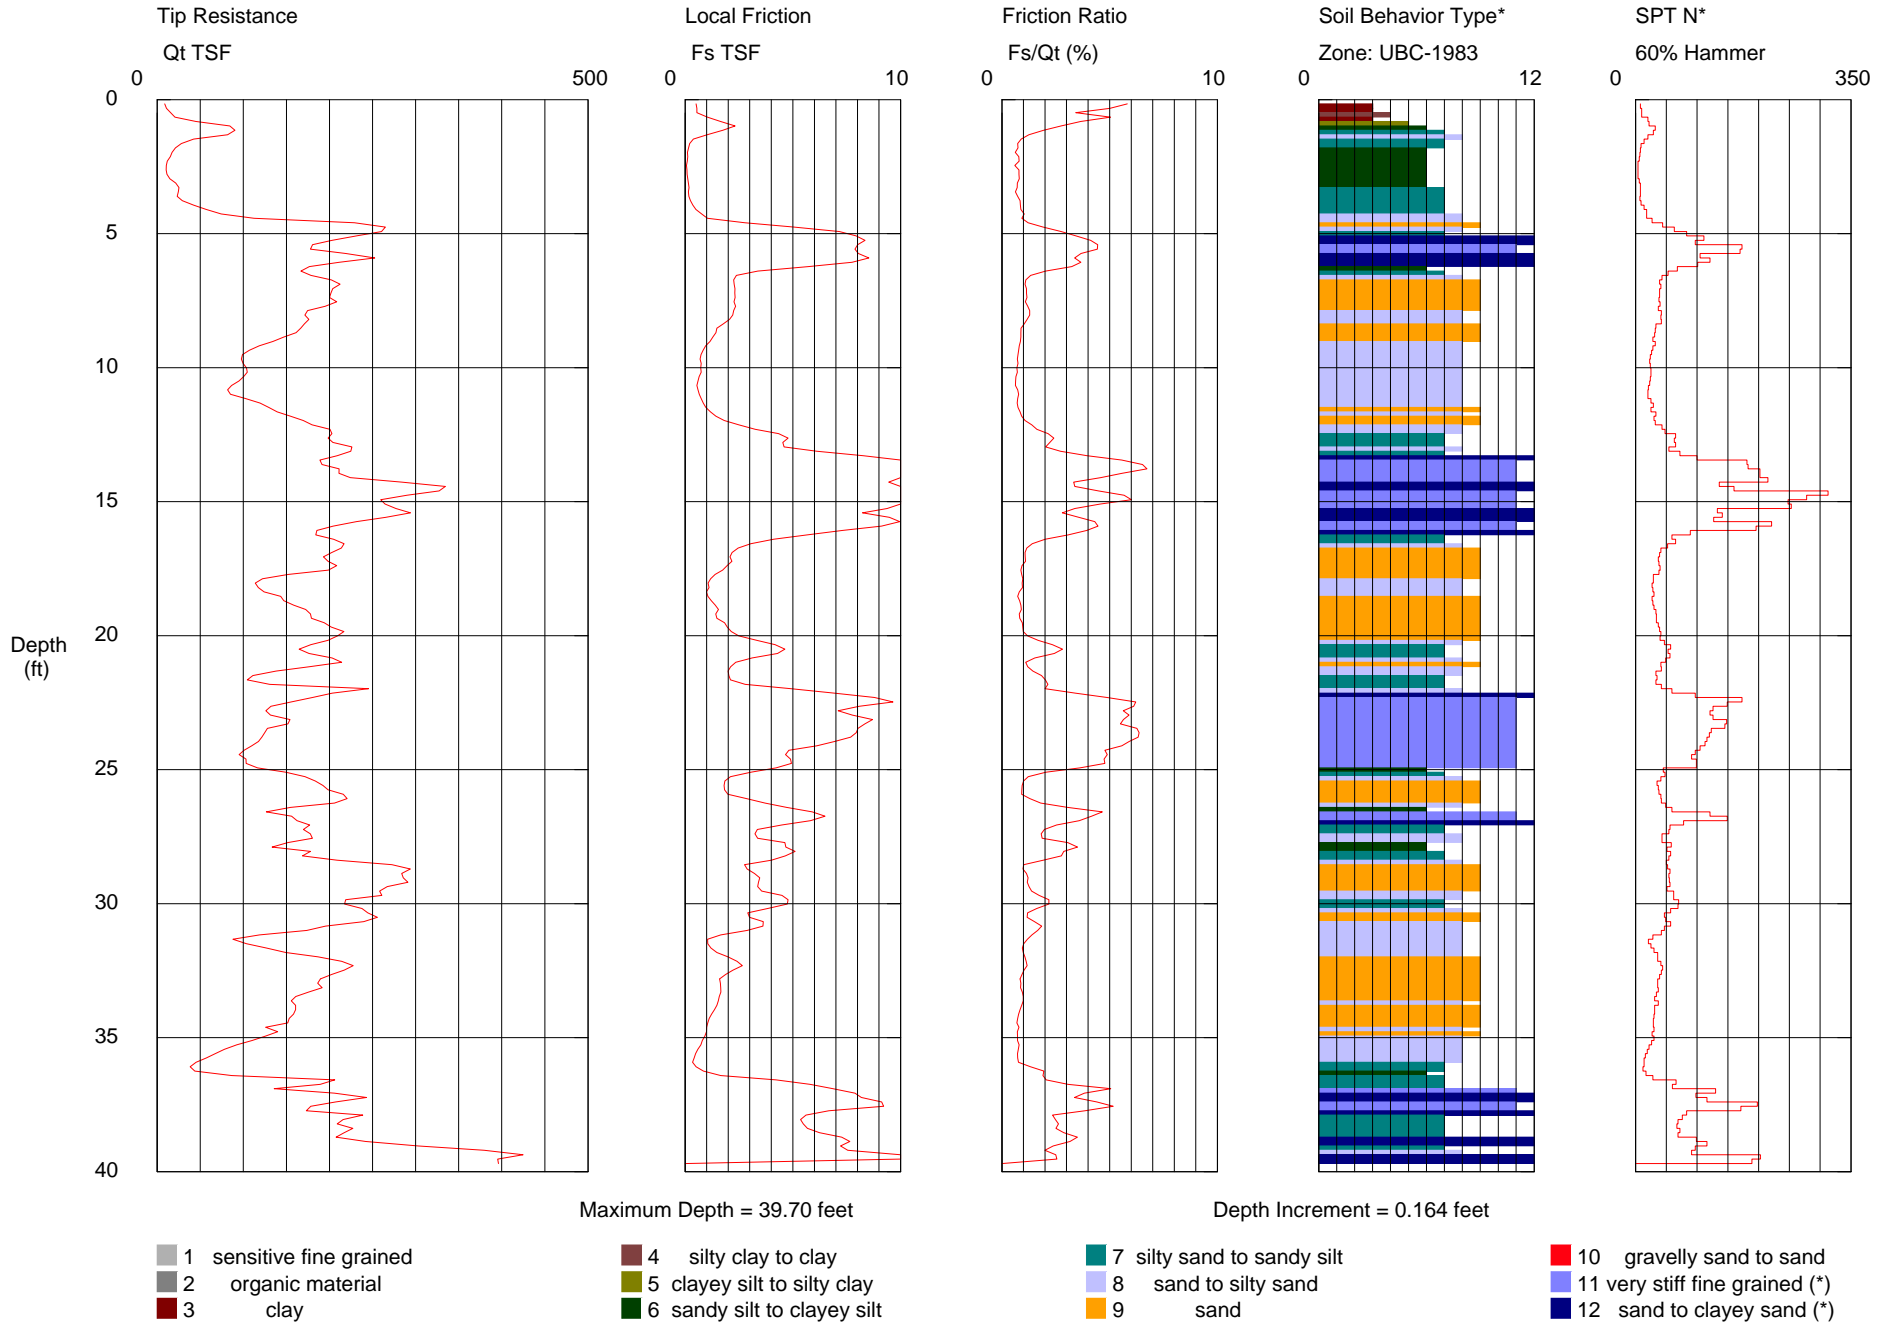 Tip Resistance
Qt TSF
0 500
Local Friction
Fs TSF
0 10
Friction Ratio
Fs/Qt (%)
0 10
Soil Behavior Type*
Zone: UBC-1983
0 12
SPT N*
60% Hammer
0 350
0
5
10
15
20
25
30
35
40
Depth
(ft)
Maximum Depth = 39.70 feet
Depth Increment = 0.164 feet
1 sensitive fine grained
2 organic material
3 clay
4 silty clay to clay
5 clayey silt to silty clay
6 sandy silt to clayey silt
7 silty sand to sandy silt
8 sand to silty sand
9 sand
10 gravelly sand to sand
11 very stiff fine grained (*)
12 sand to clayey sand (*)